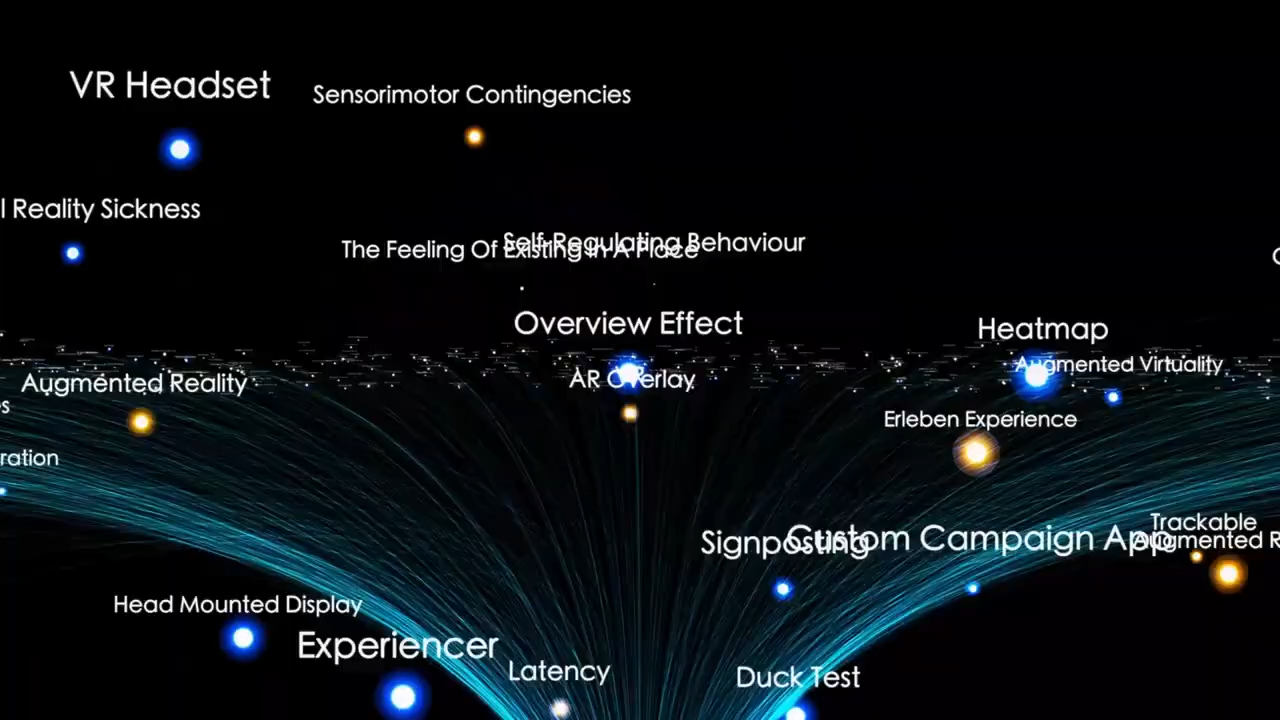 VR Headset
Sensorimotor Contingencies
l Reality Sickness
Self-Regulating Behaviour
The Feeling Of Existing In A Place
Overview Effect
Heatmap
Augmented Virtuality
AR Overlay
Augmented Reality
Erleben Experience
ration
Trackable
Signposting
Custom Campaign App
Augmented R
Head Mounted Display
Experiencer
Latency
Duck Test